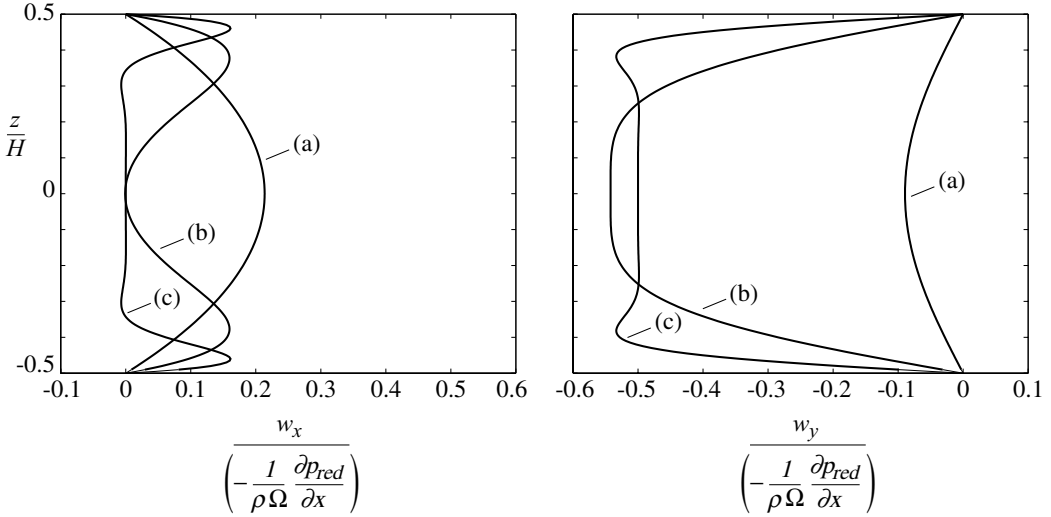 0.5
z
H
0
-0.5
(a)
(b)
(c)
-0.1 0 0.1 0.2 0.3 0.4 0.5 0.6
w_x
(- 1/(ρ Ω) ∂p_red/∂x)
(a)
(b)
(c)
-0.6 -0.5 -0.4 -0.3 -0.2 -0.1 0 0.1
w_y
(- 1/(ρ Ω) ∂p_red/∂x)